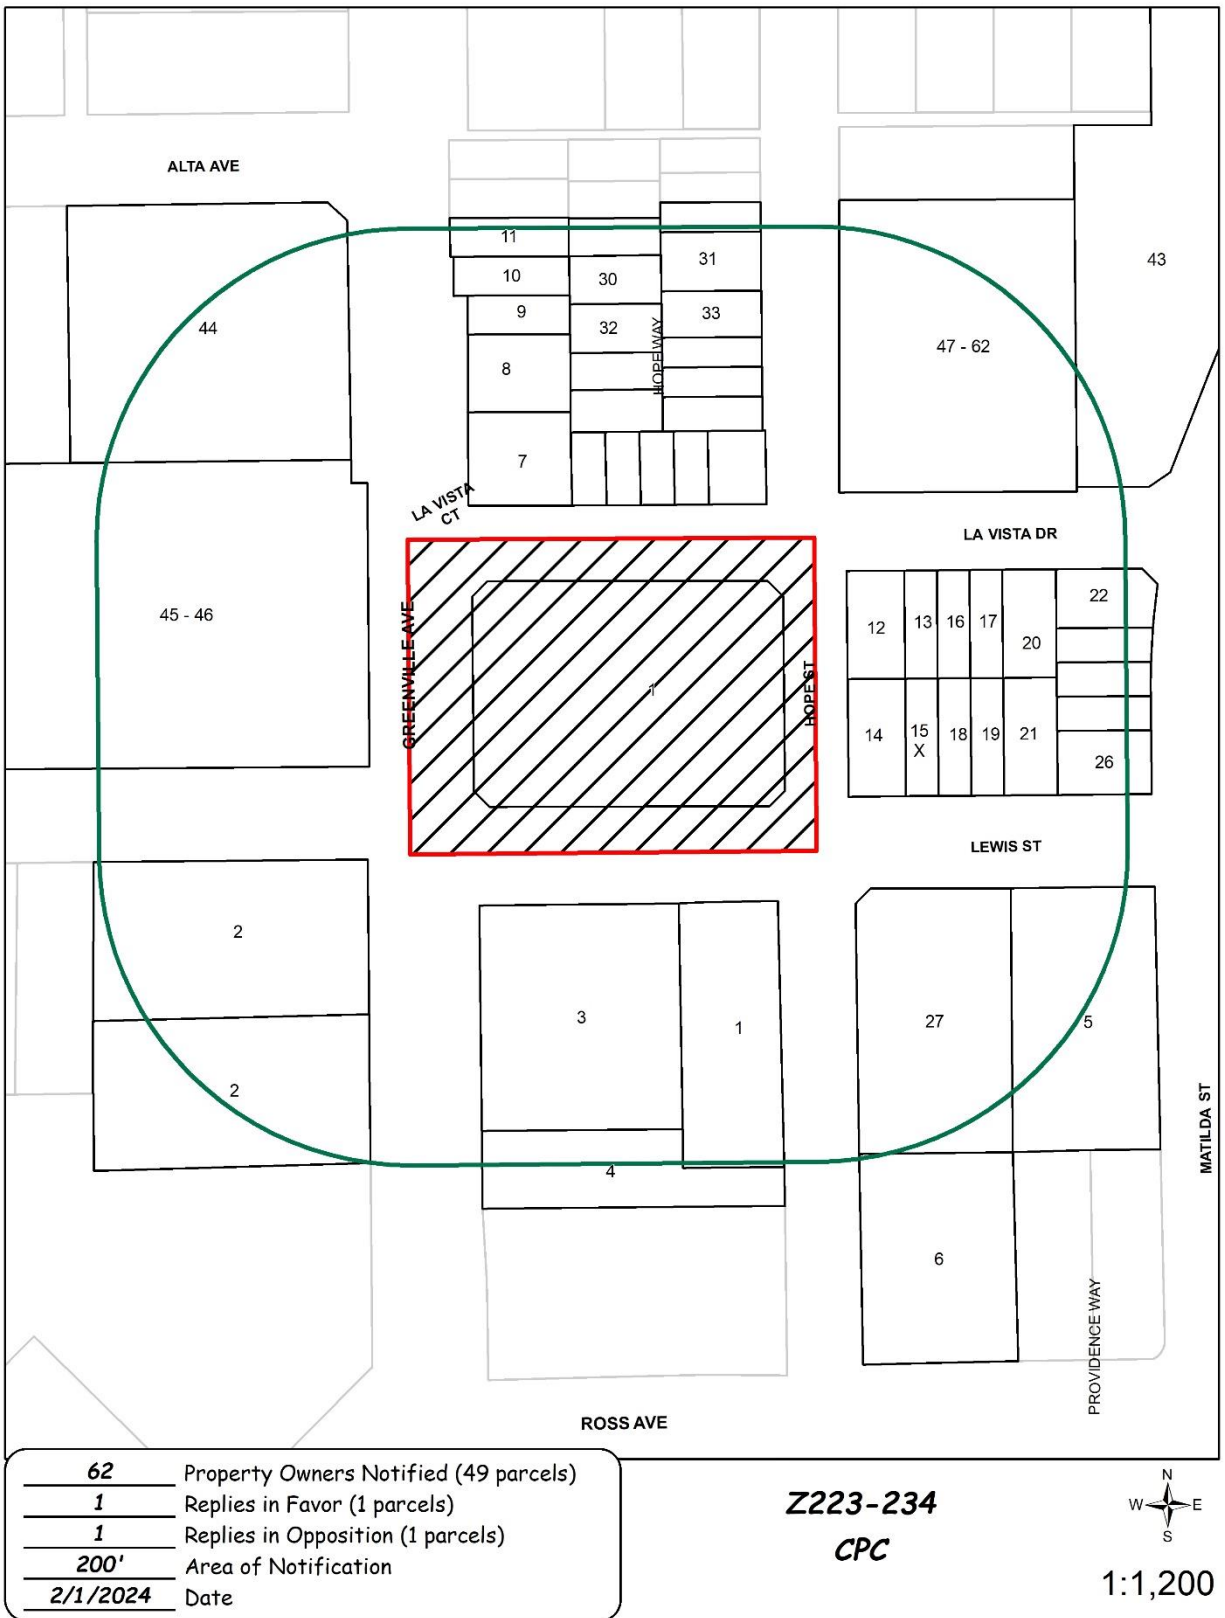 ALTA AVE
11
10
30
31
43
9
32
33
44
HOPE WAY
47 - 62
8
7
LA VISTA
CT
LA VISTA DR
45 - 46
GREENVILLE AVE
1
HOPE ST
12
13
16
17
20
22
14
15
X
18
19
21
26
LEWIS ST
2
3
1
27
5
2
4
MATILDA ST
6
PROVIDENCE WAY
ROSS AVE
62 Property Owners Notified (49 parcels)
1 Replies in Favor (1 parcels)
1 Replies in Opposition (1 parcels)
200' Area of Notification
2/1/2024 Date
Z223-234
CPC
N
W E
S
1:1,200